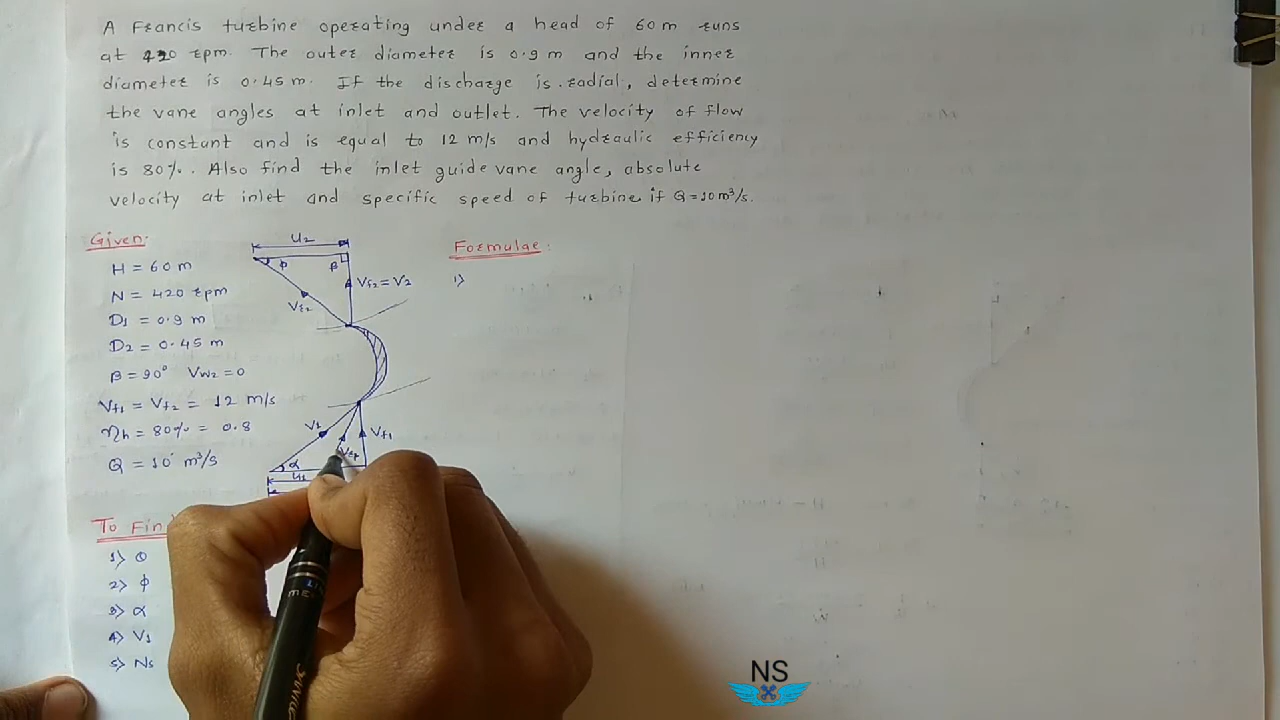 A Francis turbine operating under a head of 60 m runs
at 420 rpm. The outer diameter is 0.9 m and the inner
diameter is 0.45 m. If the discharge is radial, determine
the vane angles at inlet and outlet. The velocity of flow
is constant and is equal to 12 m/s and hydraulic efficiency
is 80%. Also find the inlet guide vane angle, absolute
velocity at inlet and specific speed of turbine if Q = 10 m³/s.
Given:
H = 60 m
N = 420 rpm
D1 = 0.9 m
D2 = 0.45 m
β = 90° Vw2 = 0
Vf1 = Vf2 = 12 m/s
ηh = 80% = 0.8
Q = 10 m³/s
To Find
1) Θ
2) ϕ
3) α
4) V1
5) Ns
u2
ϕ
β
Vf2 = V2
Vr2
V1
Vf1
Vr1
α
u1
Formulae:
1)
NS